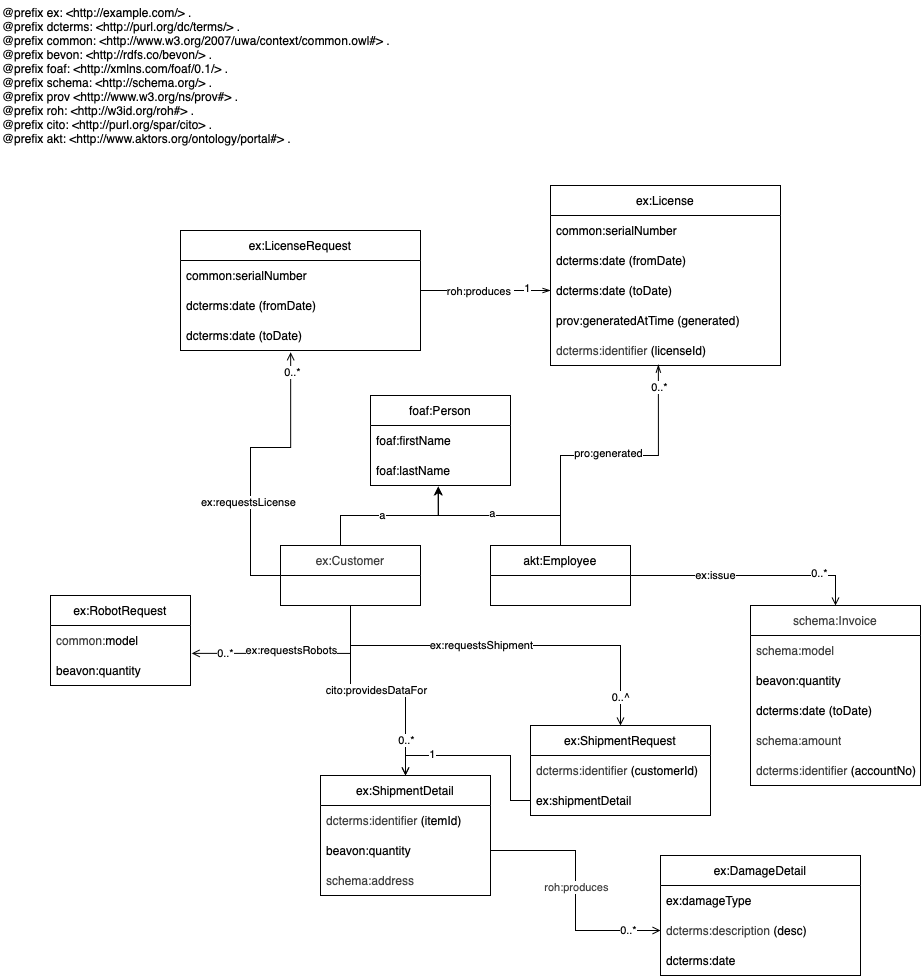 @prefix ex: <http://example.com/> .
@prefix dcterms: <http://purl.org/dc/terms/> .
@prefix common: <http://www.w3.org/2007/uwa/context/common.owl#> .
@prefix bevon: <http://rdfs.co/bevon/> .
@prefix foaf: <http://xmlns.com/foaf/0.1/> .
@prefix schema: <http://schema.org/> .
@prefix prov <http://www.w3.org/ns/prov#> .
@prefix roh: <http://w3id.org/roh#> .
@prefix cito: <http://purl.org/spar/cito> .
@prefix akt: <http://www.aktors.org/ontology/portal#> .
ex:License
common:serialNumber
dcterms:date (fromDate)
dcterms:date (toDate)
prov:generatedAtTime (generated)
dcterms:identifier (licenseId)
ex:LicenseRequest
common:serialNumber
dcterms:date (fromDate)
dcterms:date (toDate)
roh:produces
1
0..*
0..*
foaf:Person
foaf:firstName
foaf:lastName
pro:generated
ex:requestsLicense
a
a
ex:Customer
akt:Employee
ex:issue
0..*
ex:RobotRequest
common:model
beavon:quantity
0..*
ex:requestsRobots
ex:requestsShipment
schema:Invoice
schema:model
beavon:quantity
dcterms:date (toDate)
schema:amount
dcterms:identifier (accountNo)
cito:providesDataFor
0..^
0..*
1
ex:ShipmentRequest
dcterms:identifier (customerId)
ex:shipmentDetail
ex:ShipmentDetail
dcterms:identifier (itemId)
beavon:quantity
schema:address
roh:produces
0..*
ex:DamageDetail
ex:damageType
dcterms:description (desc)
dcterms:date